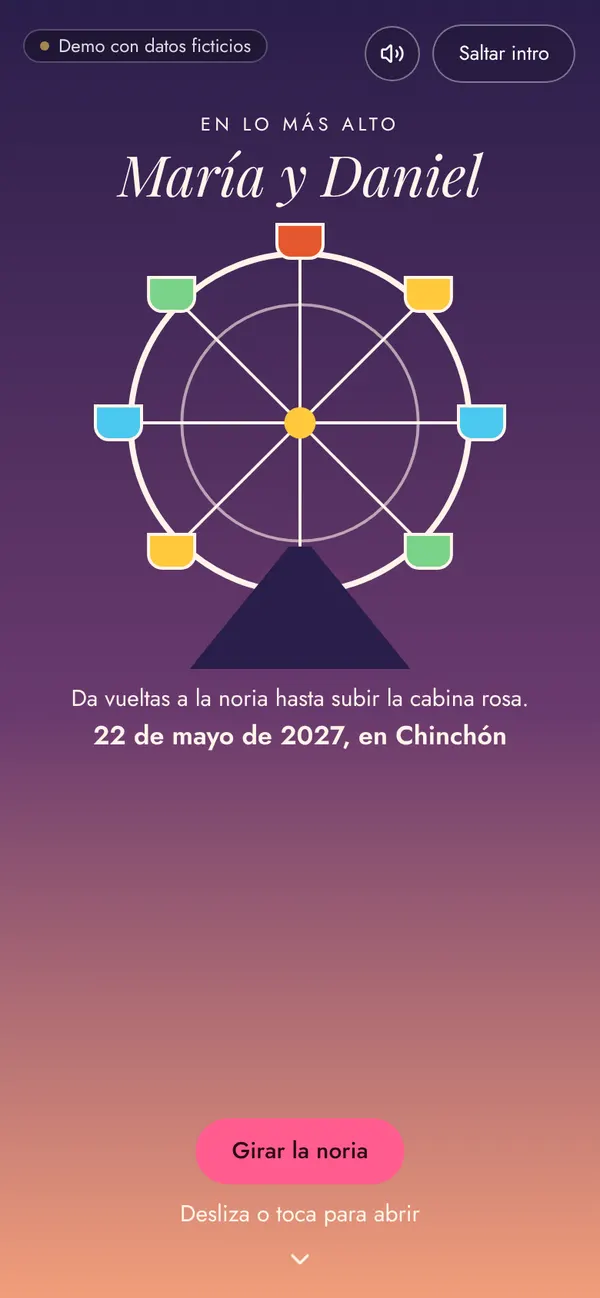 Demo con datos ficticios
Saltar intro
EN LO MÁS ALTO
María y Daniel
Da vueltas a la noria hasta subir la cabina rosa.
22 de mayo de 2027, en Chinchón
Girar la noria
Desliza o toca para abrir